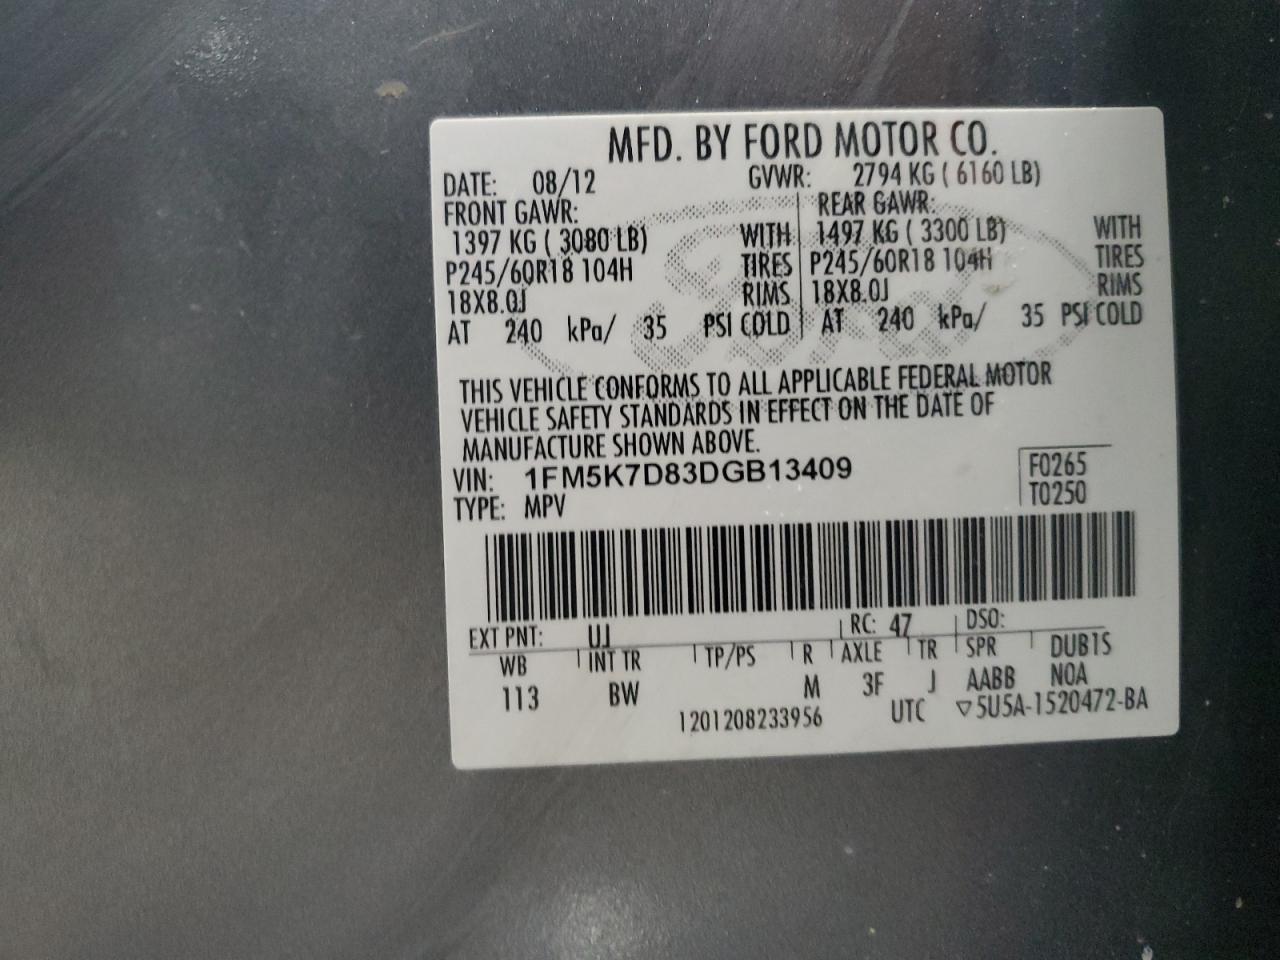 MFD. BY FORD MOTOR CO.
DATE: 08/12 GVWR: 2794 KG ( 6160 LB)
FRONT GAWR: REAR GAWR:
1397 KG ( 3080 LB) WITH 1497 KG ( 3300 LB) WITH
P245/60R18 104H TIRES P245/60R18 104H TIRES
18X8.0J RIMS 18X8.0J RIMS
AT 240 kPa/ 35 PSI COLD AT 240 kPa/ 35 PSI COLD
THIS VEHICLE CONFORMS TO ALL APPLICABLE FEDERAL MOTOR
VEHICLE SAFETY STANDARDS IN EFFECT ON THE DATE OF
MANUFACTURE SHOWN ABOVE.
VIN: 1FM5K7D83DGB13409 F0265
TYPE: MPV T0250
EXT PNT: UJ RC: 47 DSO:
WB INT TR TP/PS R AXLE TR SPR DUB1S
113 BW M 3F J AABB NOA
1201208233956 UTC ▽5U5A-1520472-BA
Ford